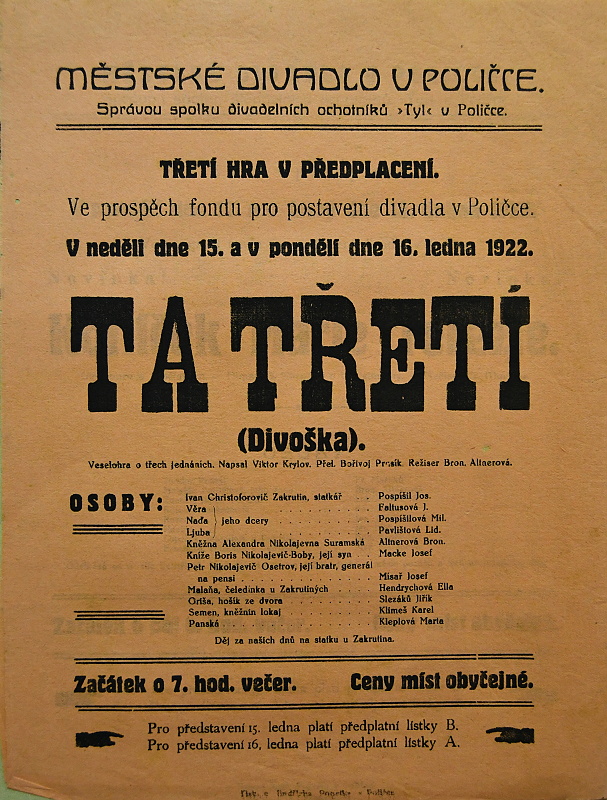 MĚSTSKÉ DIVADLO V POLIČCE.
Správou spolku divadelních ochotníků »Tyl« v Poličce.
TŘETÍ HRA V PŘEDPLACENÍ.
Ve prospěch fondu pro postavení divadla v Poličce.
V neděli dne 15. a v pondělí dne 16. ledna 1922.
TA TŘETÍ
(Divoška).
Veselohra o třech jednáních. Napsal Viktor Krylov. Přel. Bořivoj Prusík. Režiser Bron. Altnerová.
OSOBY:
Ivan Christoforovič Zakrutin, statkář . . Pospíšil Jos.
Věra . . . . . . . . . . Faltusová J.
Naďa } jeho dcery . . . . . . . . . Pospíšilová Mil.
Ljuba . . . . . . . . . . Pavlištová Lid.
Kněžna Alexandra Nikolajevna Suramská Altnerová Bron.
Kníže Boris Nikolajevič-Boby, její syn . . Macke Josef
Petr Nikolajevič Osetrov, její bratr, generál
na pensi . . . . . . . . . . . . Misař Josef
Malaňa, čeledínka u Zakrutiných . . . . Hendrychová Ella
Oriša, hošík ze dvora . . . . . . . Slezáků Jiřík
Semen, kněžnin lokaj . . . . . . . Klimeš Karel
Panská . . . . . . . . . . . . Kleplová Marta
Děj za našich dnů na statku u Zakrutina.
Začátek o 7. hod. večer. Ceny míst obyčejné.
Pro představení 15. ledna platí předplatní lístky B.
Pro představení 16, ledna platí předplatní lístky A.